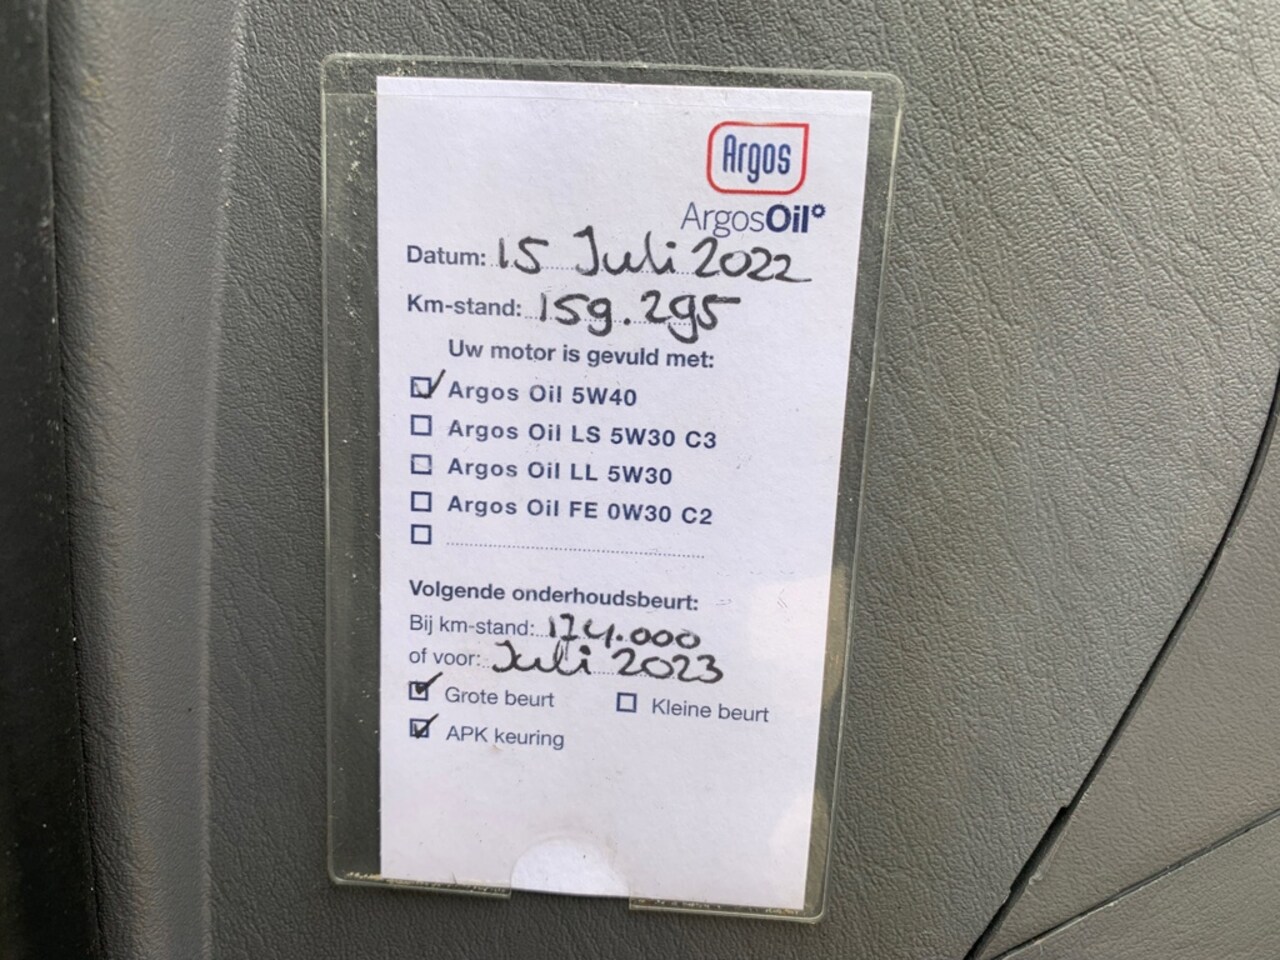 Argos
ArgosOil
Datum: 15 Juli 2022
Km-stand: 159.295
Uw motor is gevuld met:
Argos Oil 5W40
Argos Oil LS 5W30 C3
Argos Oil LL 5W30
Argos Oil FE 0W30 C2
Volgende onderhoudsbeurt:
Bij km-stand: 174.000
of voor: Juli 2023
Grote beurt Kleine beurt
APK keuring